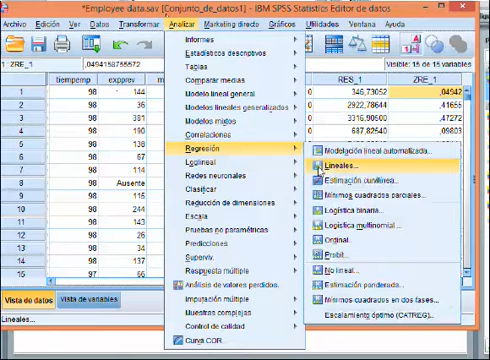 *Employee data.sav [Conjunto_de_datos1] - IBM SPSS Statistics Editor de datos
Archivo Editar Ver Datos Transformar Analizar Marketing directo Gráficos Utilidades Ventana Ayuda
1 : ZRE_1 ,0494158755572 Visible: 15 de 15 variables
tiempemp expprev RES_1 ZRE_1
1 98 144 346,73052 ,04942
2 98 36 2922,78644 ,41655
3 98 381 3316,90502 ,47272
4 98 190 687,82540 ,09803
5 98 138
6 98 67
7 98 114
8 98 Ausente
9 98 115
10 98 244
11 98 143
12 98 26
13 98 34
14 98 137
15 97 66
Informes
Estadísticos descriptivos
Tablas
Comparar medias
Modelo lineal general
Modelos lineales generalizados
Modelos mixtos
Correlaciones
Regresión
Loglineal
Redes neuronales
Clasificar
Reducción de dimensiones
Escala
Pruebas no paramétricas
Predicciones
Superviv.
Respuesta múltiple
Análisis de valores perdidos...
Imputación múltiple
Muestras complejas
Control de calidad
Curva COR...
Modelación lineal automatizada...
Lineales...
Estimación curvilínea...
Mínimos cuadrados parciales...
Logística binaria...
Logística multinomial...
Ordinal...
Probit...
No lineal...
Estimación ponderada...
Mínimos cuadrados en dos fases...
Escalamiento óptimo (CATREG)...
Vista de datos Vista de variables
Lineales...